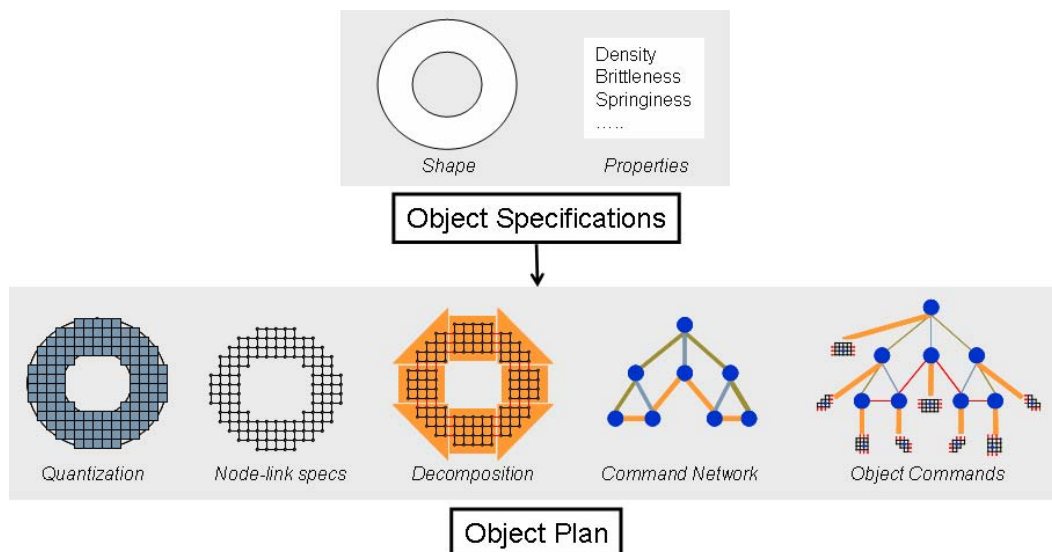 Density
Brittleness
Springiness
.....
Shape
Properties
Object Specifications
Quantization
Node-link specs
Decomposition
Command Network
Object Commands
Object Plan